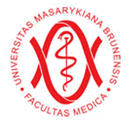 UNIVERSITAS MASARYKIANA BRUNENSIS
• FACULTAS MEDICA •